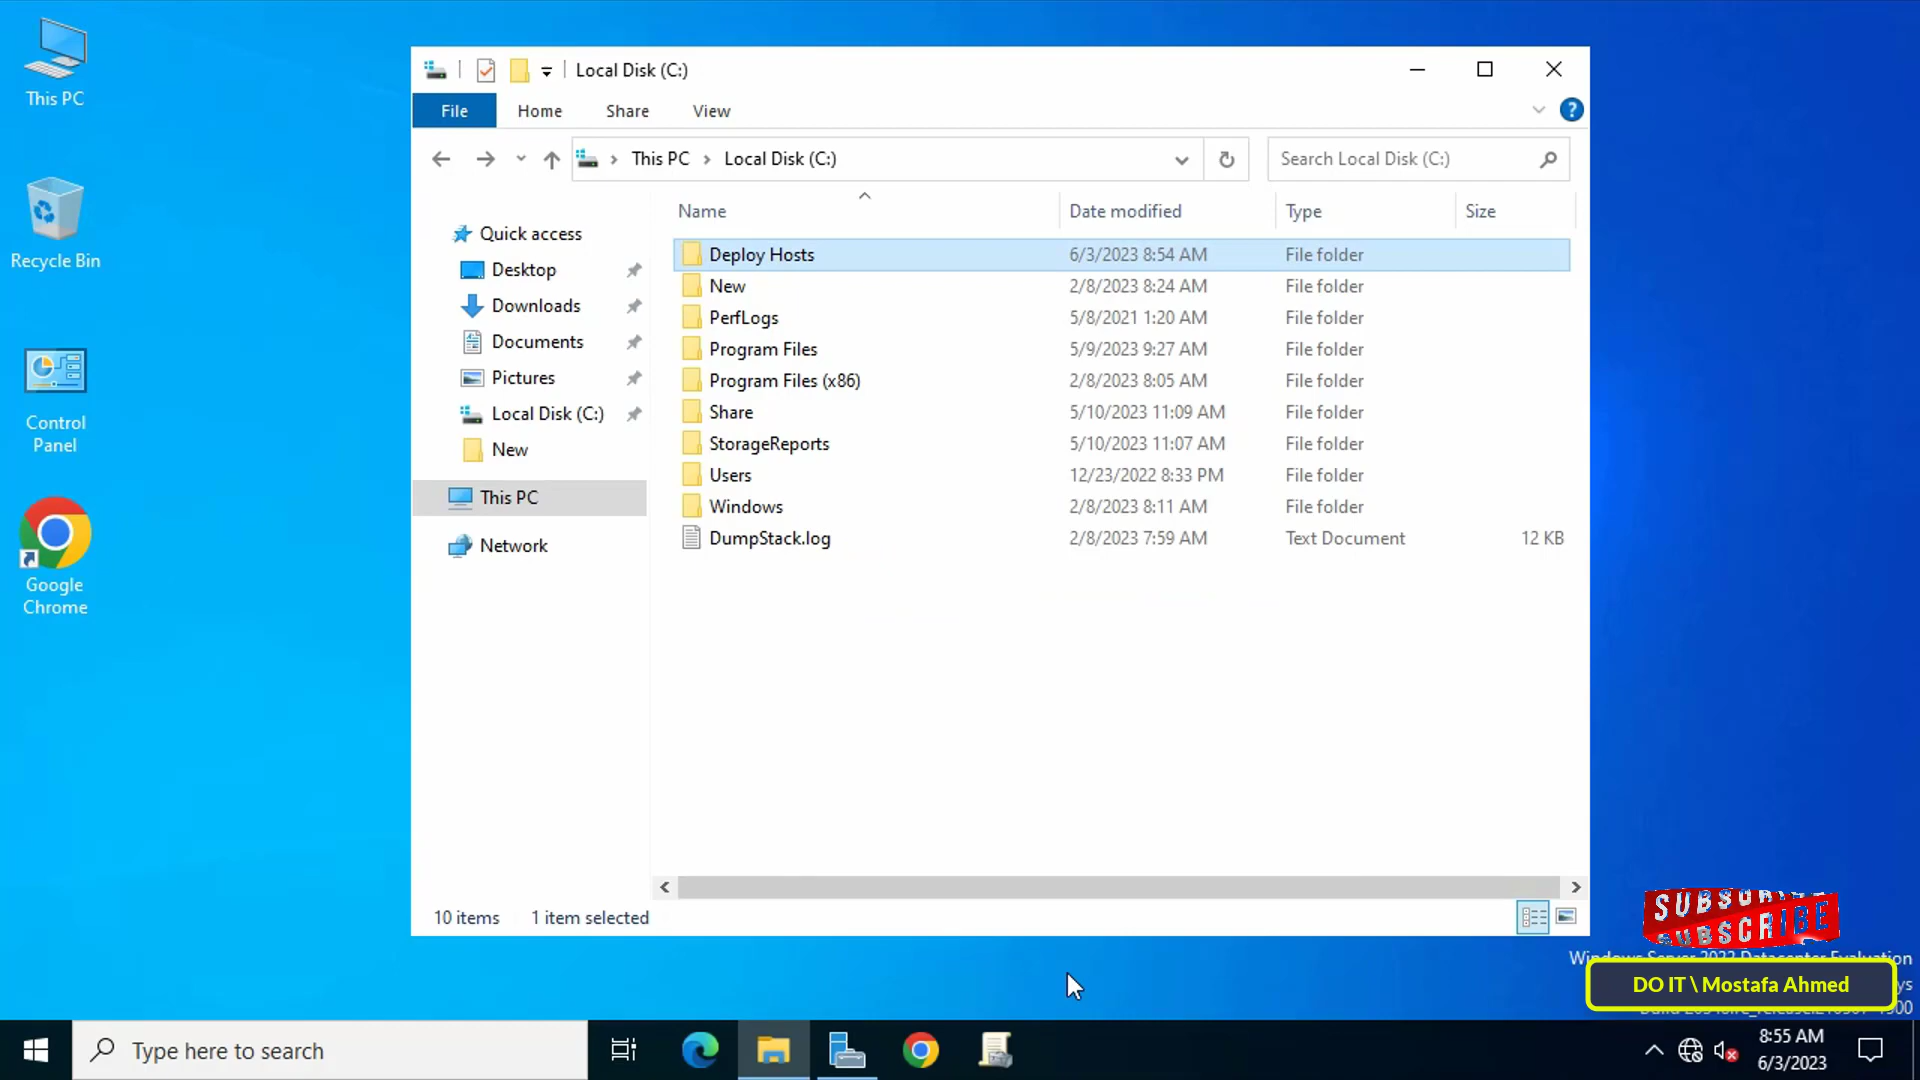 This PC
Recycle Bin
Control
Panel
Google
Chrome
Local Disk (C:)
File Home Share View
This PC Local Disk (C:)
Search Local Disk (C:)
Quick access
Desktop
Downloads
Documents
Pictures
Local Disk (C:)
New
This PC
Network
Name Date modified Type Size
Deploy Hosts 6/3/2023 8:54 AM File folder
New 2/8/2023 8:24 AM File folder
PerfLogs 5/8/2021 1:20 AM File folder
Program Files 5/9/2023 9:27 AM File folder
Program Files (x86) 2/8/2023 8:05 AM File folder
Share 5/10/2023 11:09 AM File folder
StorageReports 5/10/2023 11:07 AM File folder
Users 12/23/2022 8:33 PM File folder
Windows 2/8/2023 8:11 AM File folder
DumpStack.log 2/8/2023 7:59 AM Text Document 12 KB
10 items 1 item selected
SUBSCRIBE
SUBSCRIBE
Windows Server 2022 Datacenter Evaluation
DO IT \ Mostafa Ahmed
Type here to search
8:55 AM
6/3/2023